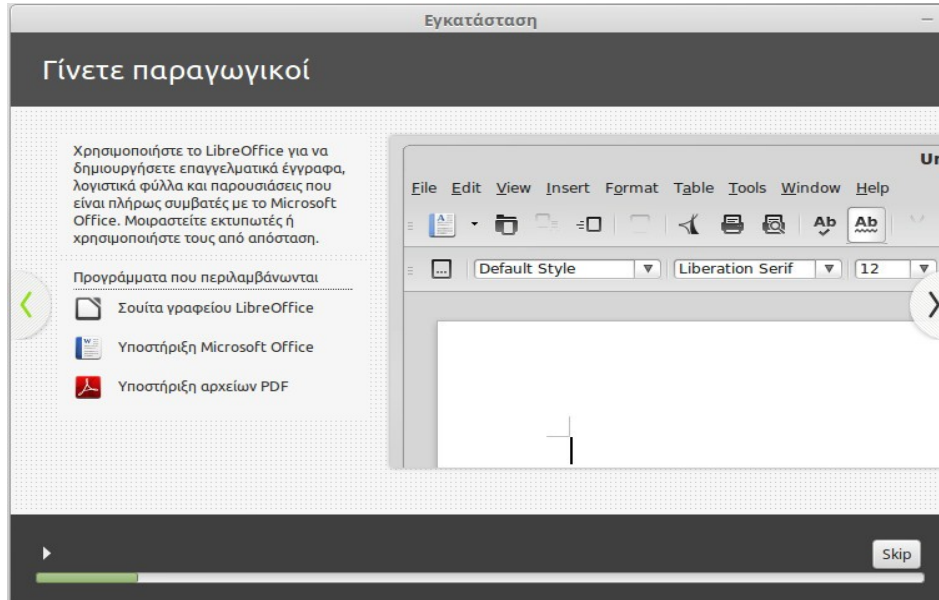 Εγκατάσταση
Γίνετε παραγωγικοί
Χρησιμοποιήστε το LibreOffice για να
δημιουργήσετε επαγγελματικά έγγραφα,
λογιστικά φύλλα και παρουσιάσεις που
είναι πλήρως συμβατές με το Microsoft
Office. Μοιραστείτε εκτυπωτές ή
χρησιμοποιήστε τους από απόσταση.
Προγράμματα που περιλαμβάνωνται
Σουίτα γραφείου LibreOffice
Υποστήριξη Microsoft Office
Υποστήριξη αρχείων PDF
File Edit View Insert Format Table Tools Window Help
Default Style Liberation Serif 12
Skip